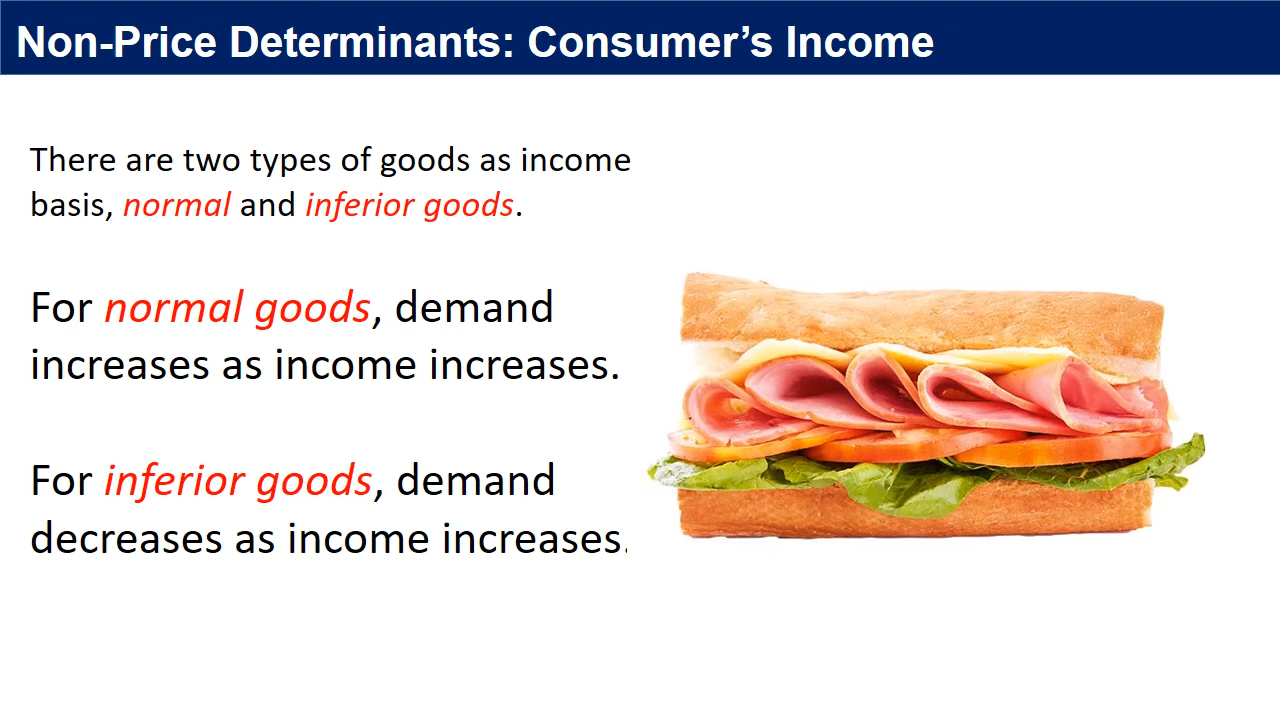 Non-Price Determinants: Consumer’s Income
There are two types of goods as income
basis, normal and inferior goods.
For normal goods, demand
increases as income increases.
For inferior goods, demand
decreases as income increases.